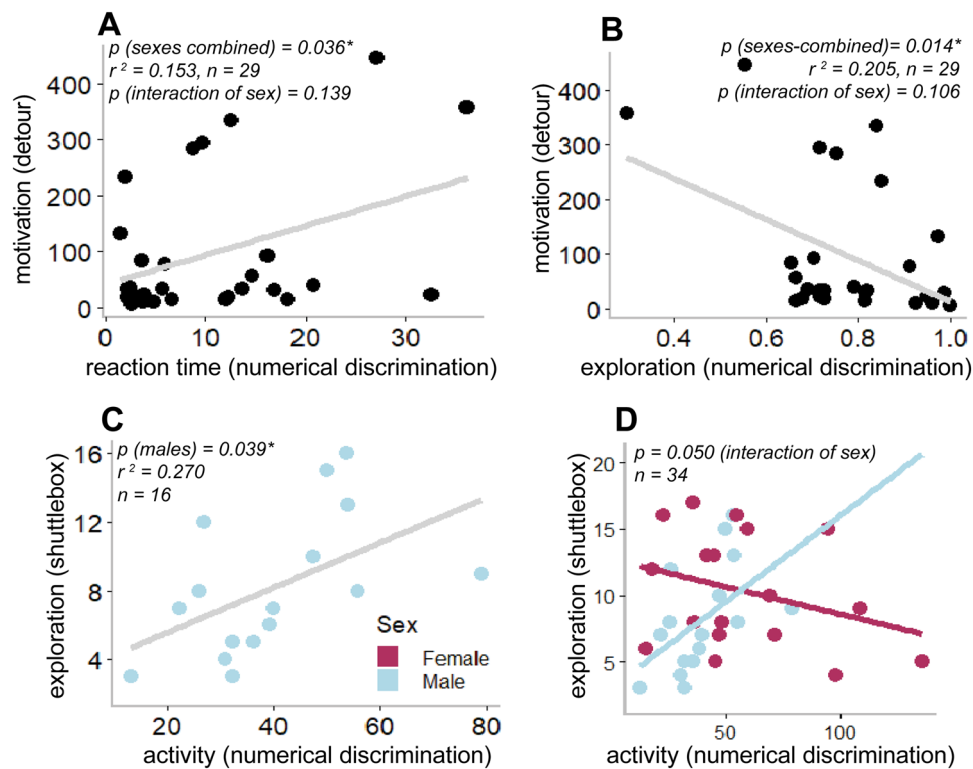 A
p (sexes combined) = 0.036*
r² = 0.153, n = 29
p (interaction of sex) = 0.139
motivation (detour)
400
300
200
100
0
0
10
20
30
reaction time (numerical discrimination)
B
p (sexes-combined)= 0.014*
r² = 0.205, n = 29
p (interaction of sex) = 0.106
motivation (detour)
400
300
200
100
0
0.4
0.6
0.8
1.0
exploration (numerical discrimination)
C
p (males) = 0.039*
r² = 0.270
n = 16
exploration (shuttlebox)
16
12
8
4
Sex
Female
Male
20
40
60
80
activity (numerical discrimination)
D
p = 0.050 (interaction of sex)
n = 34
exploration (shuttlebox)
20
15
10
5
50
100
activity (numerical discrimination)